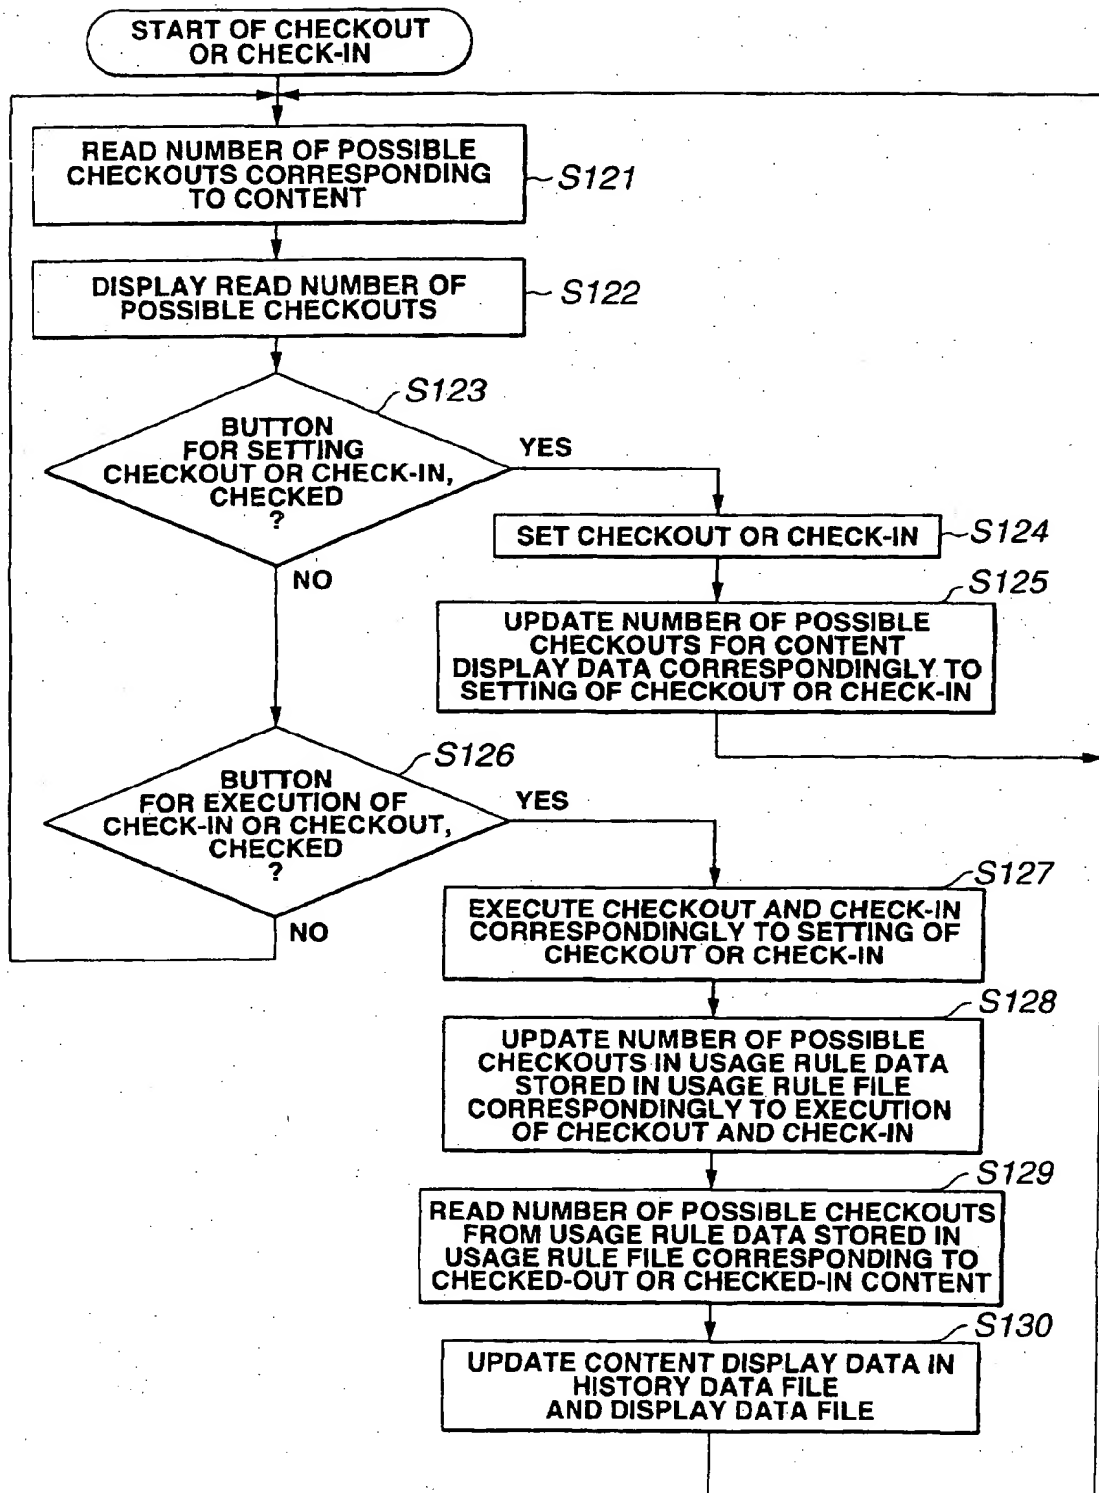 START OF CHECKOUT
OR CHECK-IN
READ NUMBER OF POSSIBLE
CHECKOUTS CORRESPONDING
TO CONTENT
S121
DISPLAY READ NUMBER OF
POSSIBLE CHECKOUTS
S122
S123
BUTTON
FOR SETTING
CHECKOUT OR CHECK-IN,
CHECKED
?
YES
NO
SET CHECKOUT OR CHECK-IN
S124
S125
UPDATE NUMBER OF POSSIBLE
CHECKOUTS FOR CONTENT
DISPLAY DATA CORRESPONDINGLY TO
SETTING OF CHECKOUT OR CHECK-IN
S126
BUTTON
FOR EXECUTION OF
CHECK-IN OR CHECKOUT,
CHECKED
?
YES
NO
S127
EXECUTE CHECKOUT AND CHECK-IN
CORRESPONDINGLY TO SETTING OF
CHECKOUT OR CHECK-IN
S128
UPDATE NUMBER OF POSSIBLE
CHECKOUTS IN USAGE RULE DATA
STORED IN USAGE RULE FILE
CORRESPONDINGLY TO EXECUTION
OF CHECKOUT AND CHECK-IN
S129
READ NUMBER OF POSSIBLE CHECKOUTS
FROM USAGE RULE DATA STORED IN
USAGE RULE FILE CORRESPONDING TO
CHECKED-OUT OR CHECKED-IN CONTENT
S130
UPDATE CONTENT DISPLAY DATA IN
HISTORY DATA FILE
AND DISPLAY DATA FILE